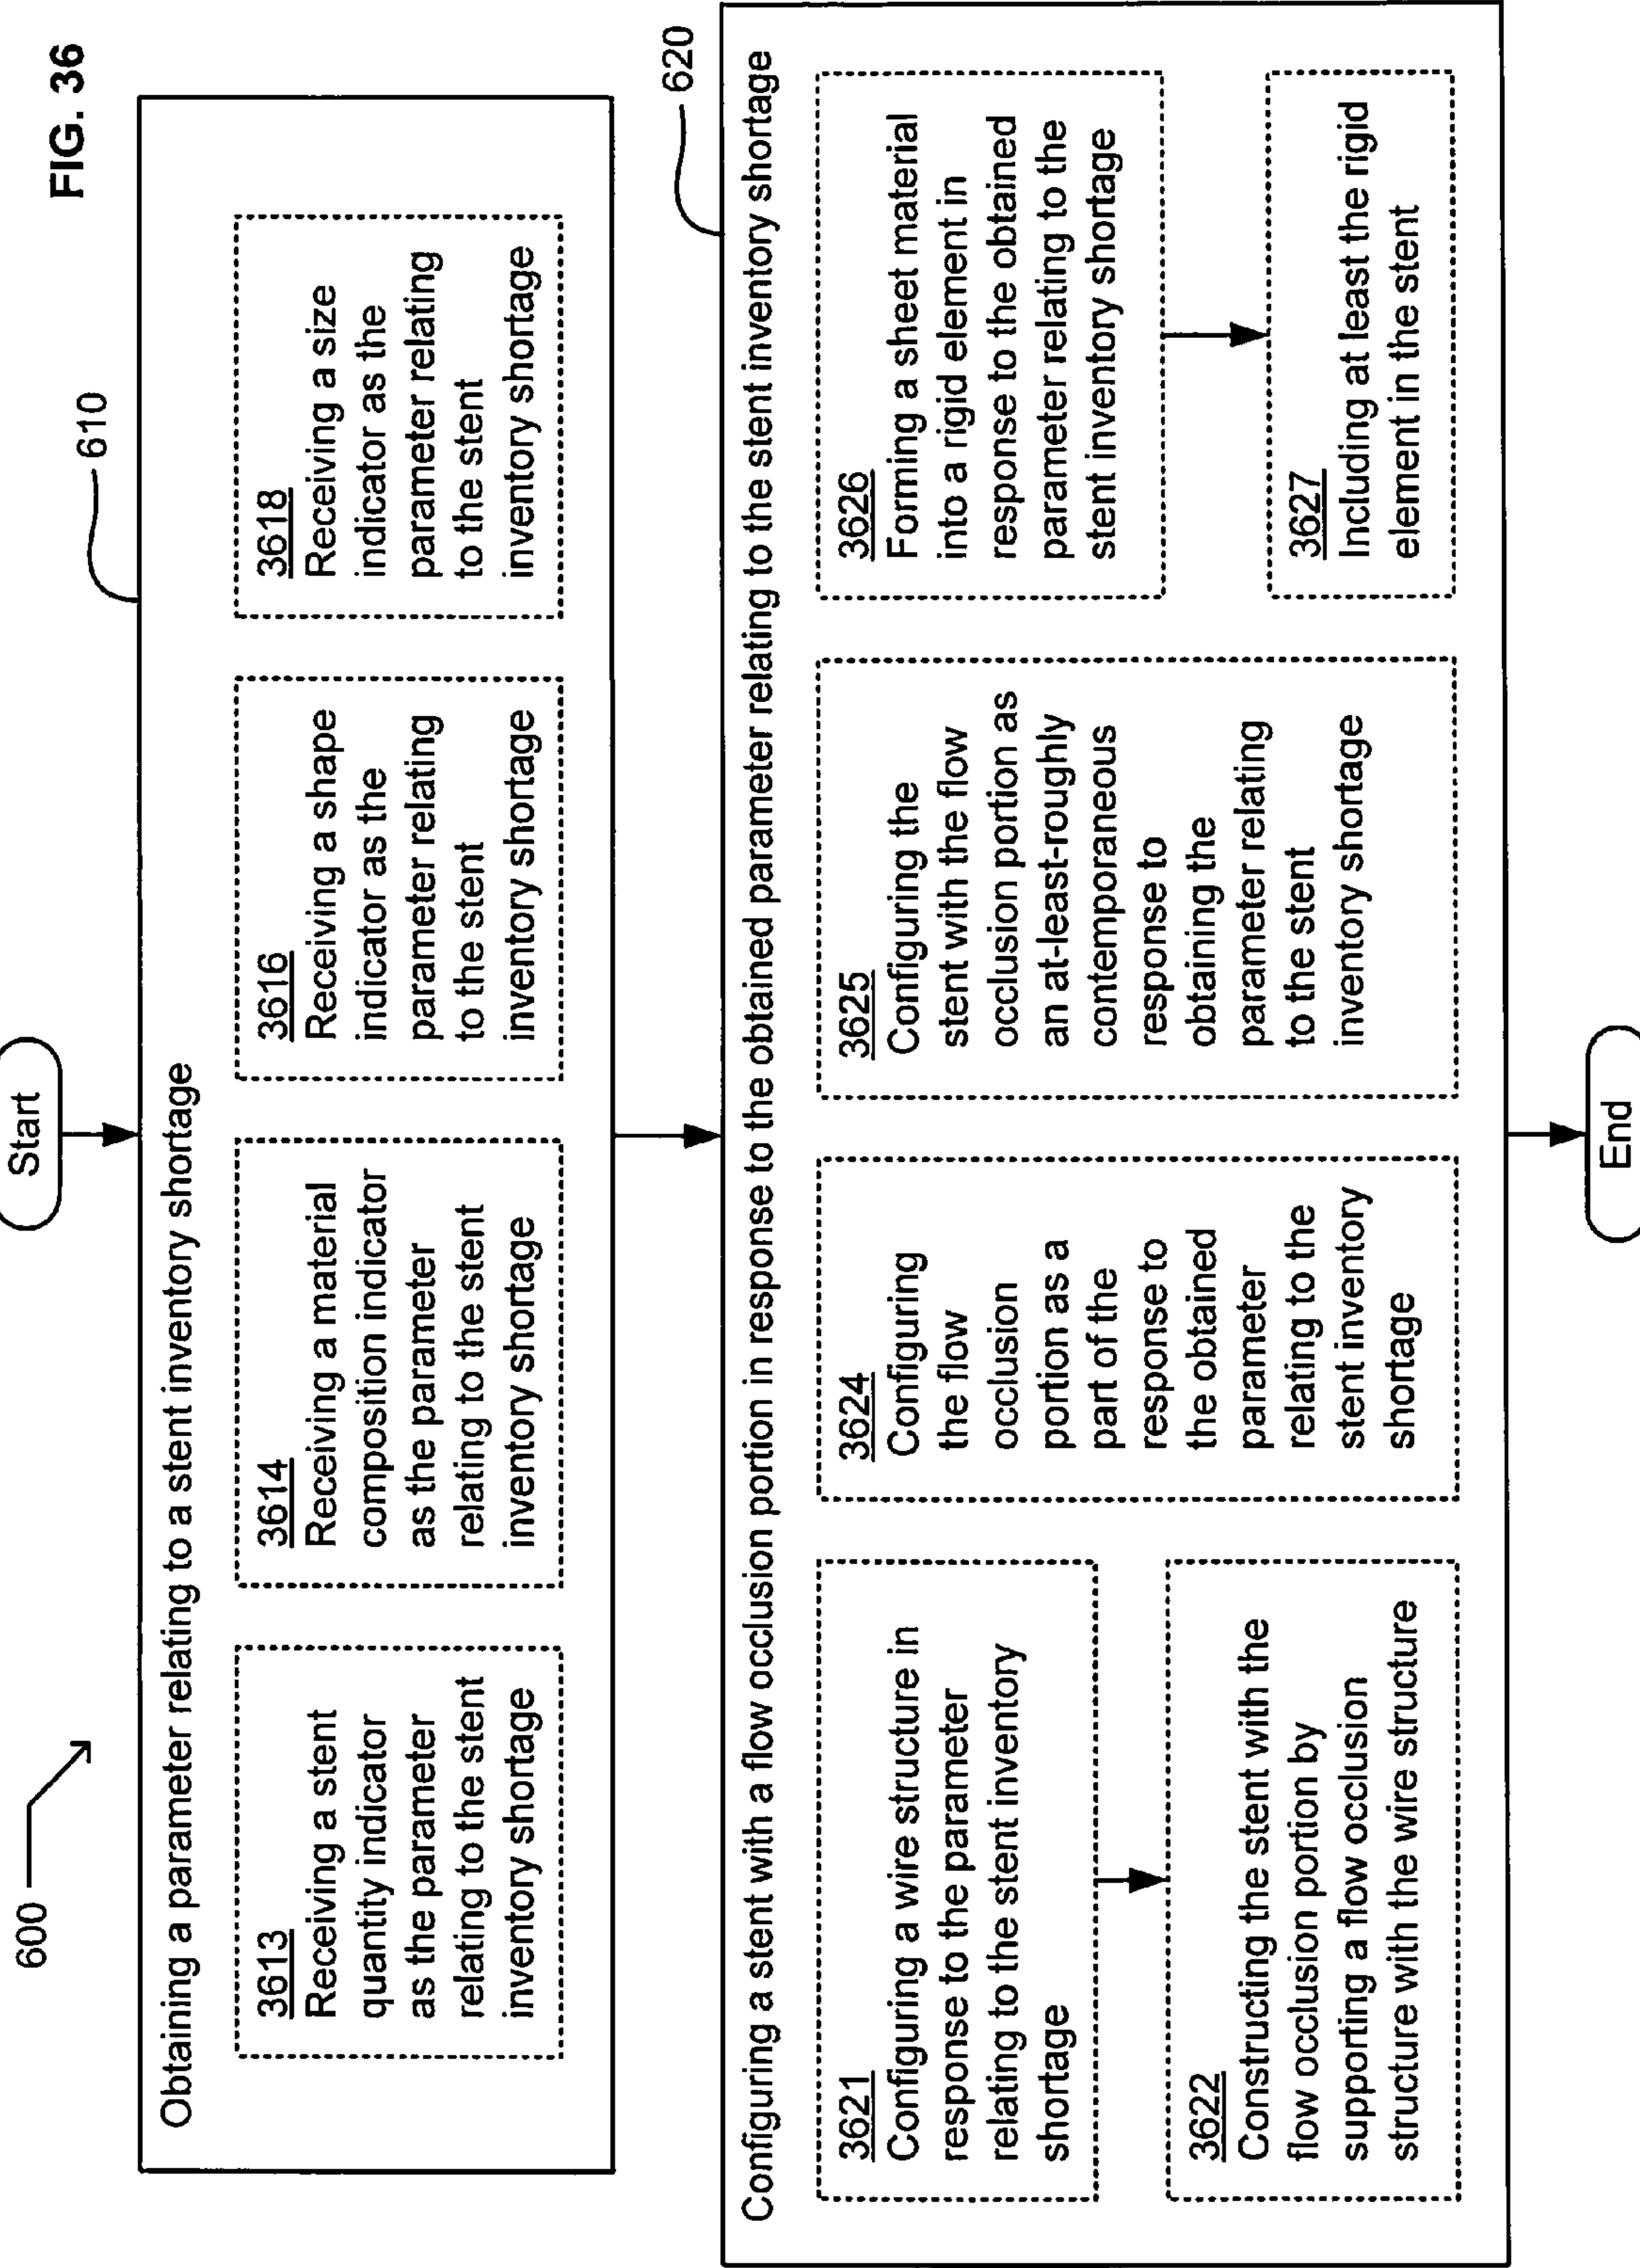 FIG. 36
600
Start
610
Obtaining a parameter relating to a stent inventory shortage
3613
Receiving a stent
quantity indicator
as the parameter
relating to the stent
inventory shortage
3614
Receiving a material
composition indicator
as the parameter
relating to the stent
inventory shortage
3616
Receiving a shape
indicator as the
parameter relating
to the stent
inventory shortage
3618
Receiving a size
indicator as the
parameter relating
to the stent
inventory shortage
620
Configuring a stent with a flow occlusion portion in response to the obtained parameter relating to the stent inventory shortage
3621
Configuring a wire structure in
response to the parameter
relating to the stent inventory
shortage
3622
Constructing the stent with the
flow occlusion portion by
supporting a flow occlusion
structure with the wire structure
3624
Configuring
the flow
occlusion
portion as a
part of the
response to
the obtained
parameter
relating to the
stent inventory
shortage
3625
Configuring the
stent with the flow
occlusion portion as
an at-least-roughly
contemporaneous
response to
obtaining the
parameter relating
to the stent
inventory shortage
3626
Forming a sheet material
into a rigid element in
response to the obtained
parameter relating to the
stent inventory shortage
3627
Including at least the rigid
element in the stent
End